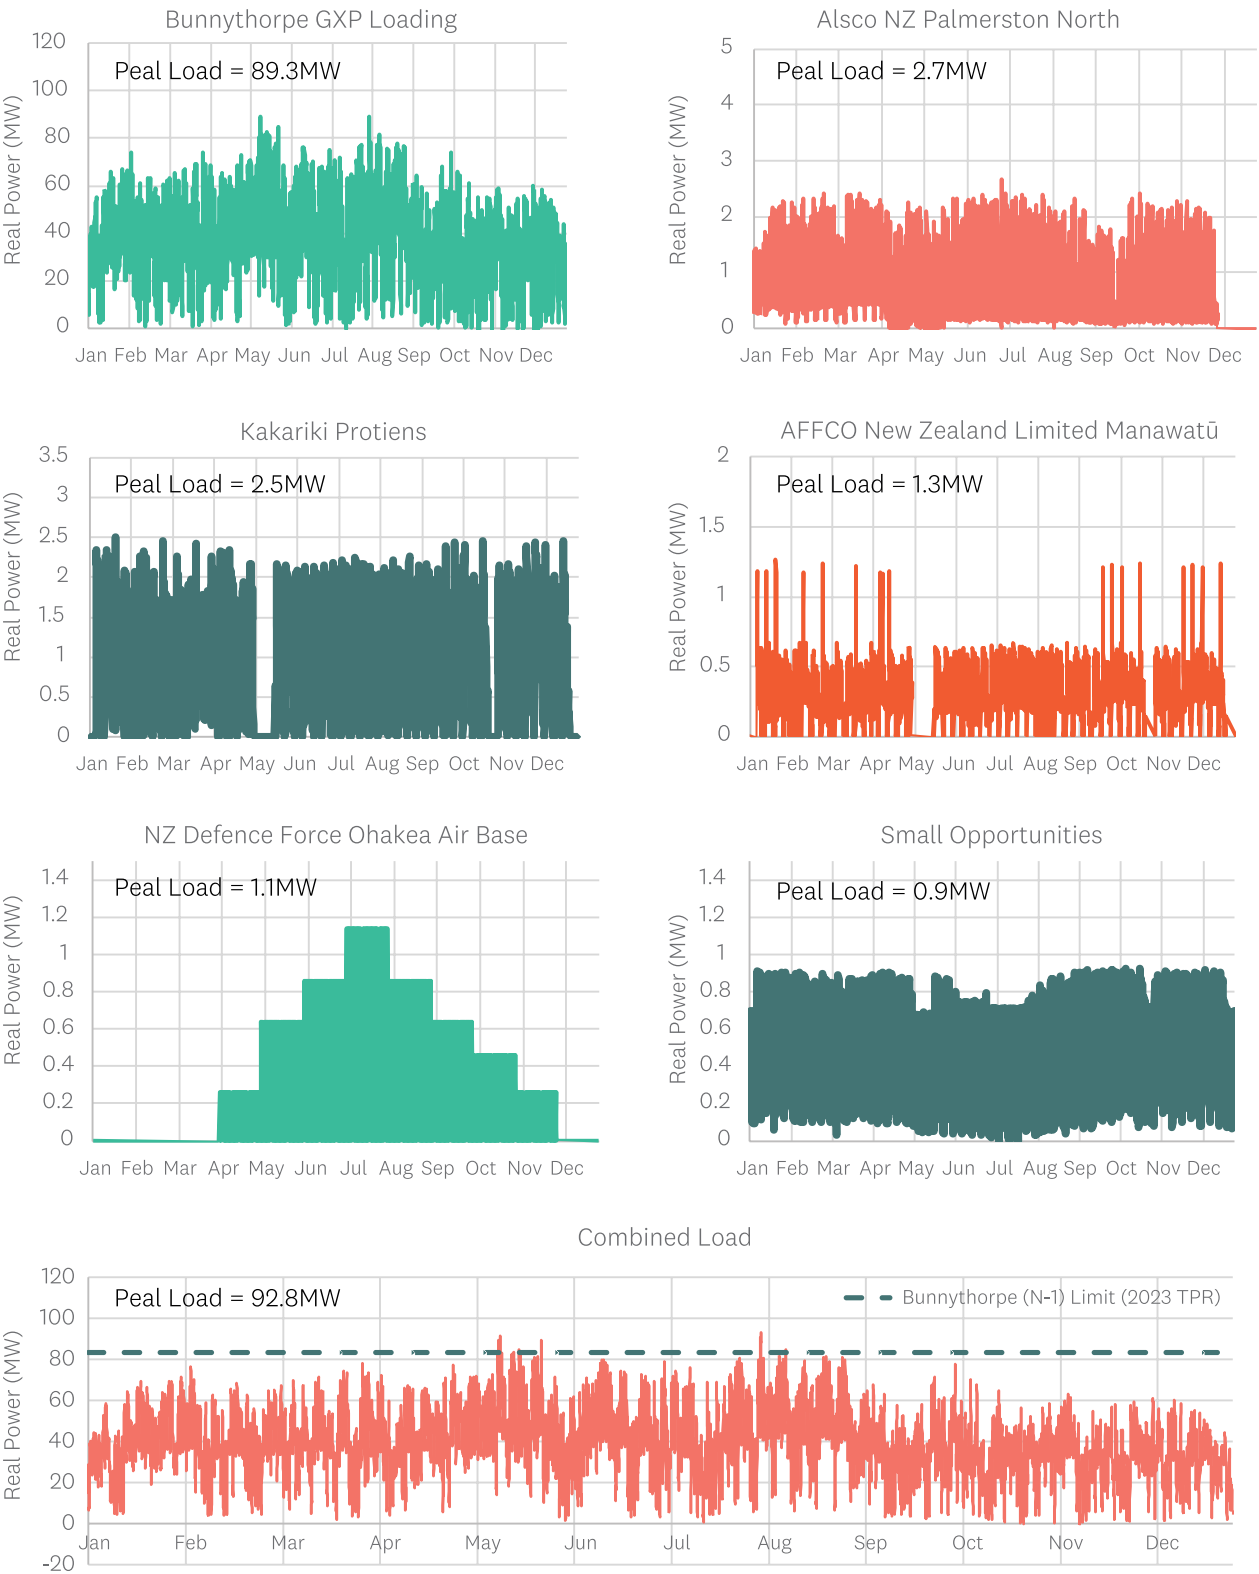 Bunnythorpe GXP Loading
Peal Load = 89.3MW
Real Power (MW)
120
100
80
60
40
20
0
Jan Feb Mar Apr May Jun Jul Aug Sep Oct Nov Dec
Alsco NZ Palmerston North
Peal Load = 2.7MW
Real Power (MW)
5
4
3
2
1
0
Jan Feb Mar Apr May Jun Jul Aug Sep Oct Nov Dec
Kakariki Protiens
Peal Load = 2.5MW
Real Power (MW)
3.5
3
2.5
2
1.5
1
0.5
0
Jan Feb Mar Apr May Jun Jul Aug Sep Oct Nov Dec
AFFCO New Zealand Limited Manawatū
Peal Load = 1.3MW
Real Power (MW)
2
1.5
1
0.5
0
Jan Feb Mar Apr May Jun Jul Aug Sep Oct Nov Dec
NZ Defence Force Ohakea Air Base
Peal Load = 1.1MW
Real Power (MW)
1.4
1.2
1
0.8
0.6
0.4
0.2
0
Jan Feb Mar Apr May Jun Jul Aug Sep Oct Nov Dec
Small Opportunities
Peal Load = 0.9MW
Real Power (MW)
1.4
1.2
1
0.8
0.6
0.4
0.2
0
Jan Feb Mar Apr May Jun Jul Aug Sep Oct Nov Dec
Combined Load
Peal Load = 92.8MW
Bunnythorpe (N-1) Limit (2023 TPR)
Real Power (MW)
120
100
80
60
40
20
0
-20
Jan Feb Mar Apr May Jun Jul Aug Sep Oct Nov Dec